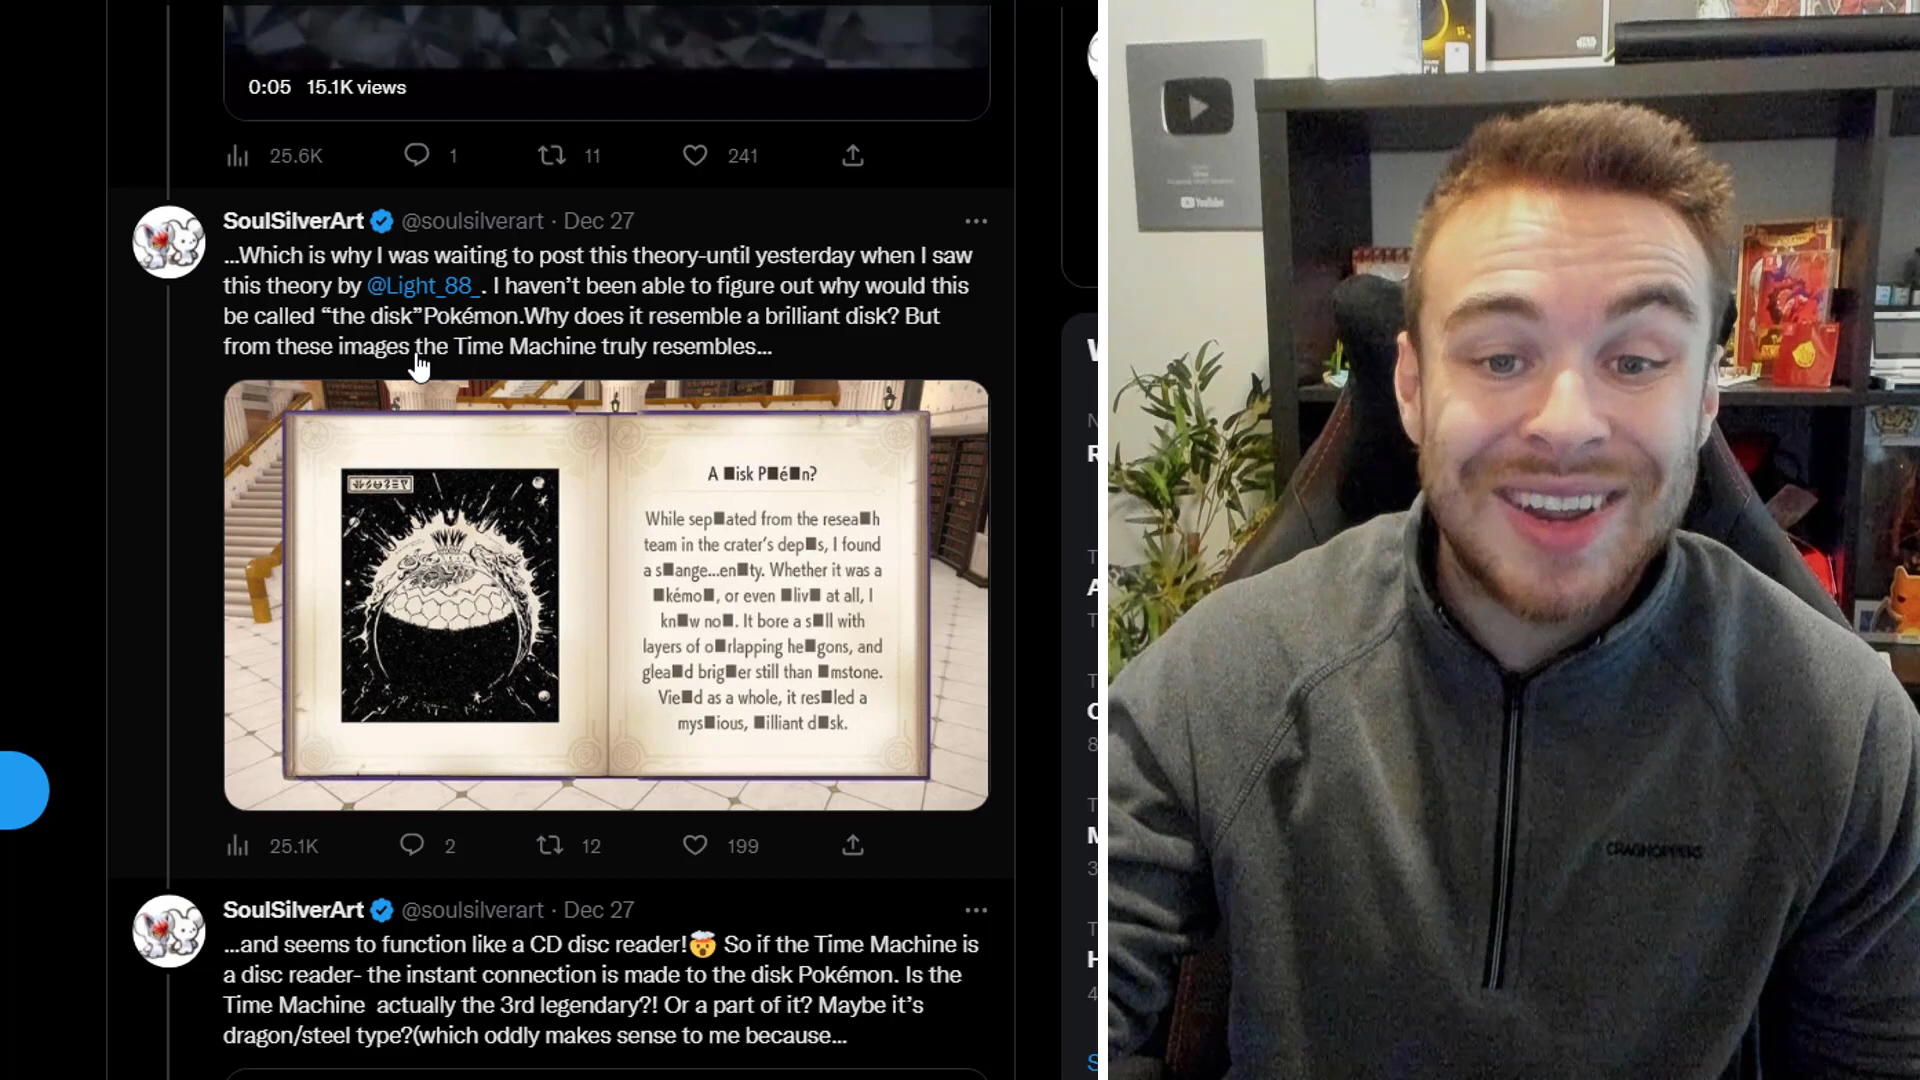 0:05 15.1K views
25.6K 1 11 241
SoulSilverArt @soulsilverart · Dec 27 ...
...Which is why I was waiting to post this theory-until yesterday when I saw
this theory by @Light_88_. I haven't been able to figure out why would this
be called “the disk”Pokémon.Why does it resemble a brilliant disk? But
from these images the Time Machine truly resembles...
A ■isk P■é■n?
While sep■ated from the resea■h
team in the crater's dep■s, I found
a s■ange...en■ty. Whether it was a
■kémo■, or even ■liv■ at all, I
kn■w no■. It bore a s■ll with
layers of o■rlapping he■gons, and
glea■d brig■er still than ■mstone.
Vie■d as a whole, it res■led a
mys■ious, ■illiant d■sk.
25.1K 2 12 199
SoulSilverArt @soulsilverart · Dec 27 ...
...and seems to function like a CD disc reader!🤯 So if the Time Machine is
a disc reader- the instant connection is made to the disk Pokémon. Is the
Time Machine actually the 3rd legendary?! Or a part of it? Maybe it's
dragon/steel type?(which oddly makes sense to me because...
YouTube
CRAGHOPPERS